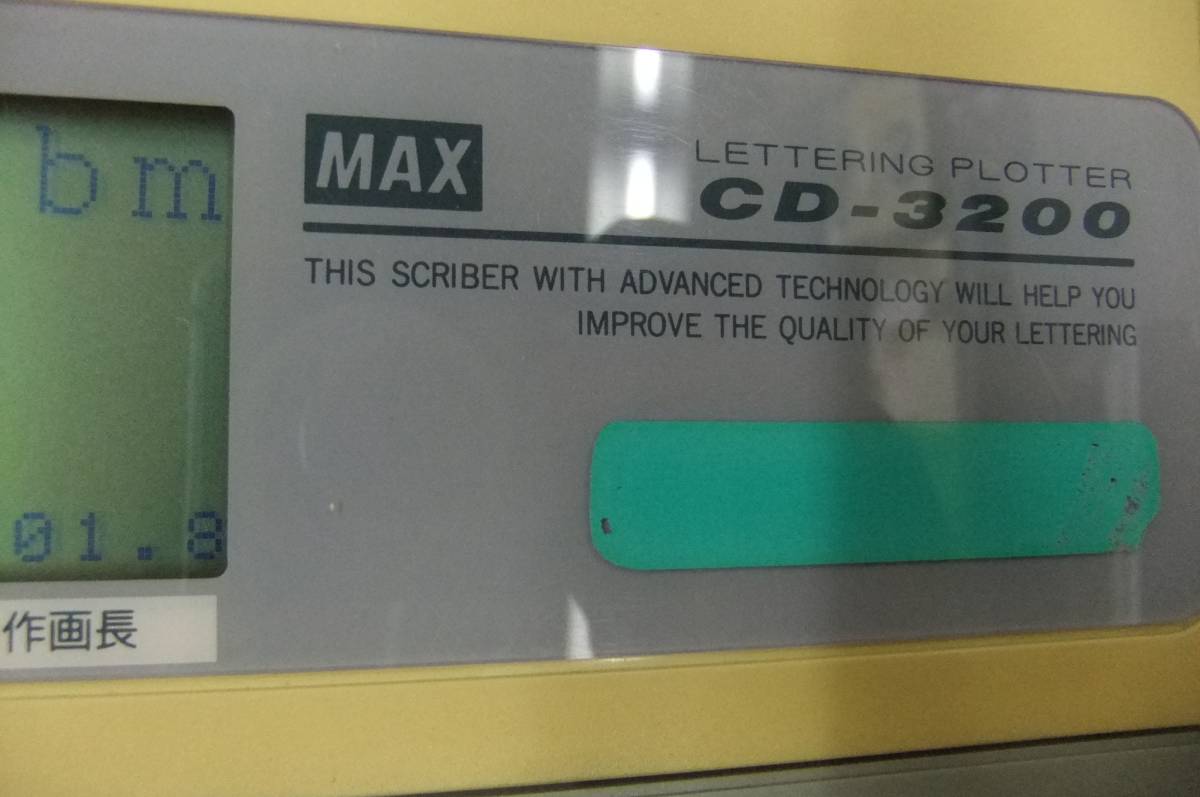 bm
MAX
LETTERING PLOTTER
CD-3200
THIS SCRIBER WITH ADVANCED TECHNOLOGY WILL HELP YOU
IMPROVE THE QUALITY OF YOUR LETTERING
01.8
作画長